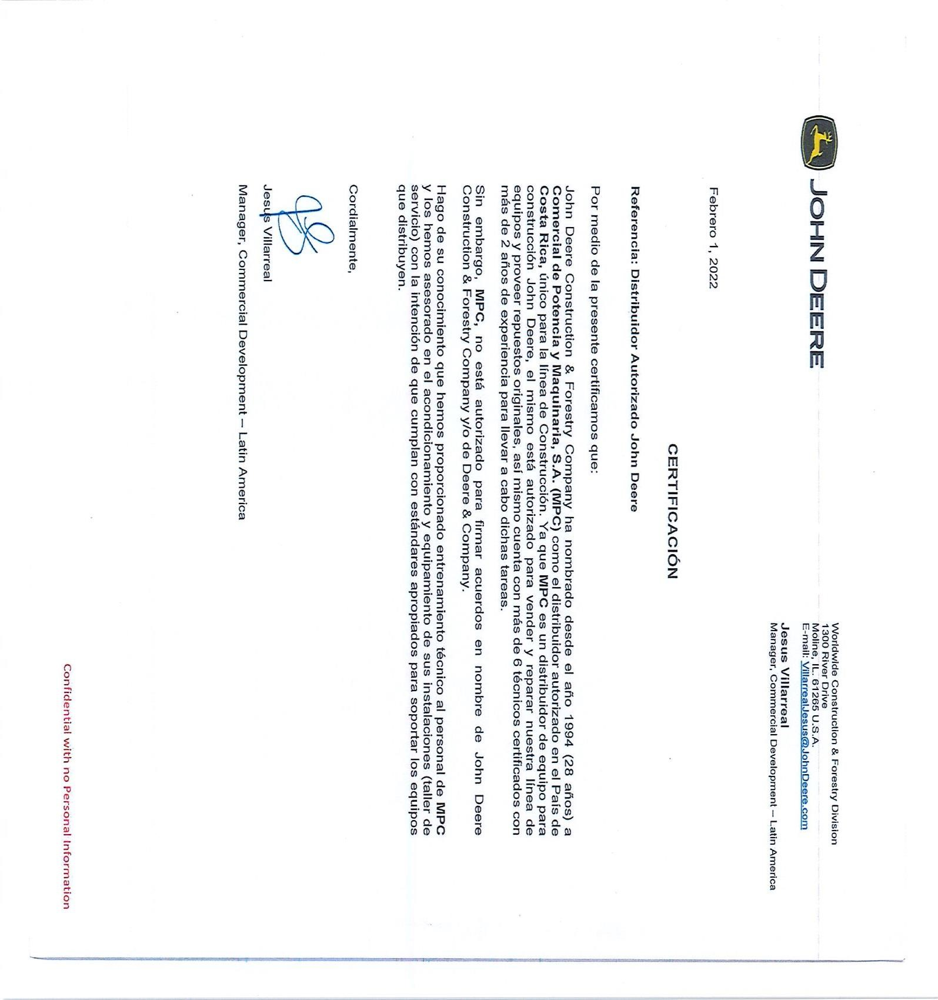 JOHN DEERE
Worldwide Construction & Forestry Division
1300 River Drive
Moline, IL. 61265 U.S.A.
E-mail: VillarrealJesus@JohnDeere.com
Jesus Villarreal
Manager, Commercial Development – Latin America
Febrero 1, 2022
CERTIFICACIÓN
Referencia: Distribuidor Autorizado John Deere
Por medio de la presente certificamos que:
John Deere Construction & Forestry Company ha nombrado desde el año 1994 (28 años) a
Comercial de Potencia y Maquinaria, S.A. (MPC) como el distribuidor autorizado en el País de
Costa Rica, único para la línea de Construcción. Ya que MPC es un distribuidor de equipo para
construcción John Deere, el mismo está autorizado para vender y reparar nuestra línea de
equipos y proveer repuestos originales, así mismo cuenta con más de 6 técnicos certificados con
más de 2 años de experiencia para llevar a cabo dichas tareas.
Sin embargo, MPC, no está autorizado para firmar acuerdos en nombre de John Deere
Construction & Forestry Company y/o de Deere & Company.
Hago de su conocimiento que hemos proporcionado entrenamiento técnico al personal de MPC
y los hemos asesorado en el acondicionamiento y equipamiento de sus instalaciones (taller de
servicio) con la intención de que cumplan con estándares apropiados para soportar los equipos
que distribuyen.
Cordialmente,
Jesus Villarreal
Manager, Commercial Development – Latin America
Confidential with no Personal Information